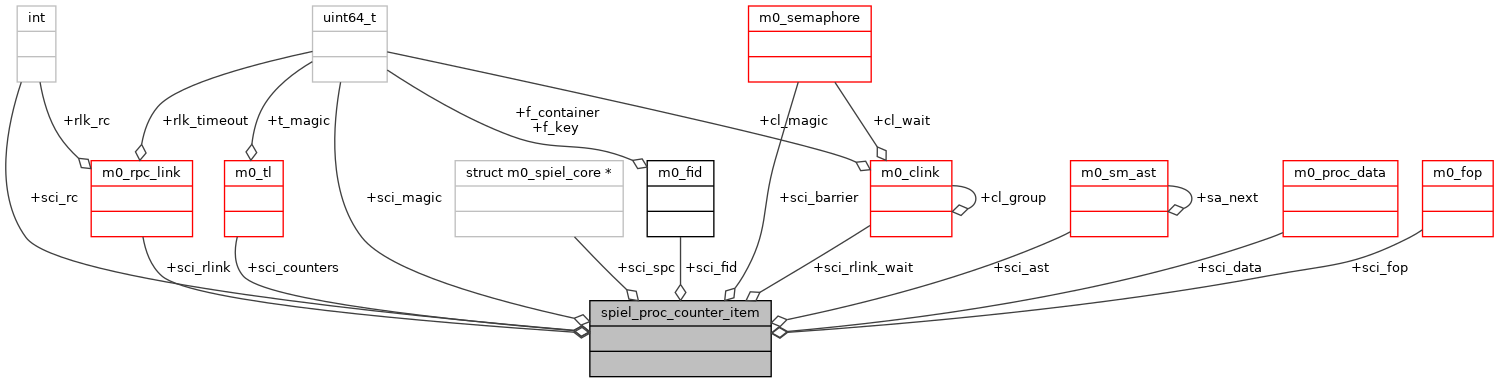 int
uint64_t
m0_semaphore
+f_container
+f_key
+rlk_rc
+rlk_timeout
+t_magic
+cl_magic
+cl_wait
m0_rpc_link
m0_tl
struct m0_spiel_core *
m0_fid
m0_clink
m0_sm_ast
m0_proc_data
m0_fop
+sci_rc
+sci_magic
+sci_barrier
+cl_group
+sa_next
+sci_rlink
+sci_counters
+sci_spc
+sci_fid
+sci_rlink_wait
+sci_ast
+sci_data
+sci_fop
spiel_proc_counter_item